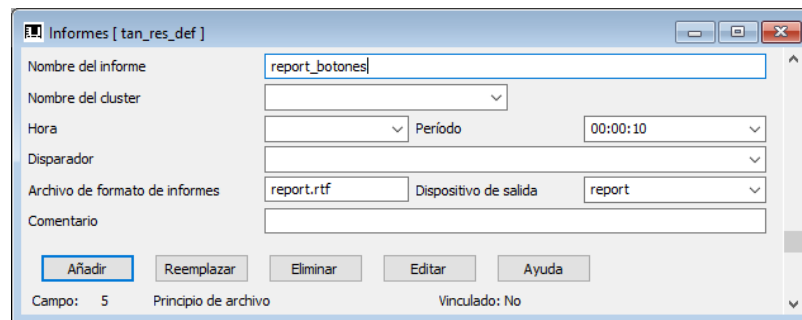 Informes [ tan_res_def ]
Nombre del informe report_botones
Nombre del cluster
Hora Período 00:00:10
Disparador
Archivo de formato de informes report.rtf Dispositivo de salida report
Comentario
Añadir Reemplazar Eliminar Editar Ayuda
Campo: 5 Principio de archivo Vinculado: No